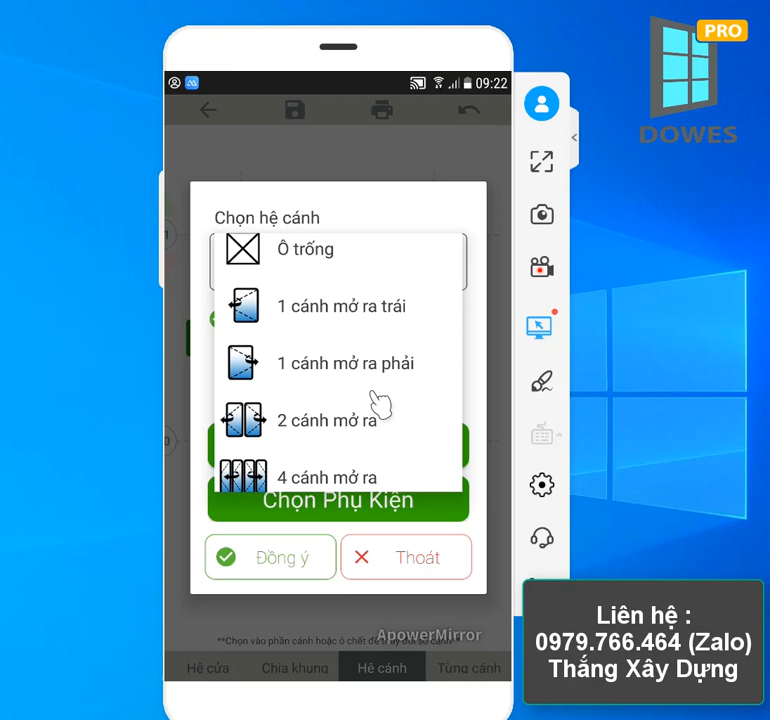 PRO
DOWES
09:22
Chọn hệ cánh
Ô trống
1 cánh mở ra trái
1 cánh mở ra phải
2 cánh mở ra
4 cánh mở ra
Chọn Phụ Kiện
Đồng ý
Thoát
ApowerMirror
Hệ cửa
Chia khung
Hệ cánh
Từng cánh
Liên hệ :
0979.766.464 (Zalo)
Thắng Xây Dựng